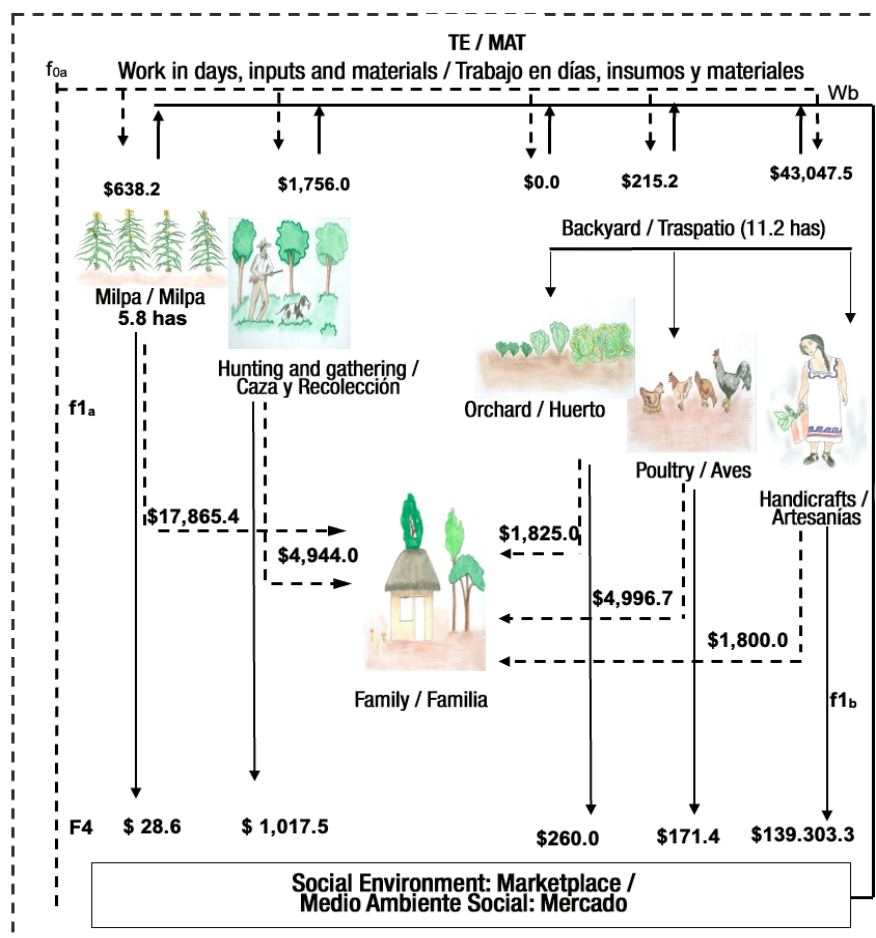 TE / MAT
f0a
Work in days, inputs and materials / Trabajo en días, insumos y materiales
Wb
$638.2
$1,756.0
$0.0
$215.2
$43,047.5
Backyard / Traspatio (11.2 has)
Milpa / Milpa
5.8 has
Hunting and gathering /
Caza y Recolección
Orchard / Huerto
Poultry / Aves
Handicrafts /
Artesanías
f1a
$17,865.4
$4,944.0
$1,825.0
$4,996.7
$1,800.0
Family / Familia
f1b
F4
$ 28.6
$ 1,017.5
$260.0
$171.4
$139.303.3
Social Environment: Marketplace /
Medio Ambiente Social: Mercado